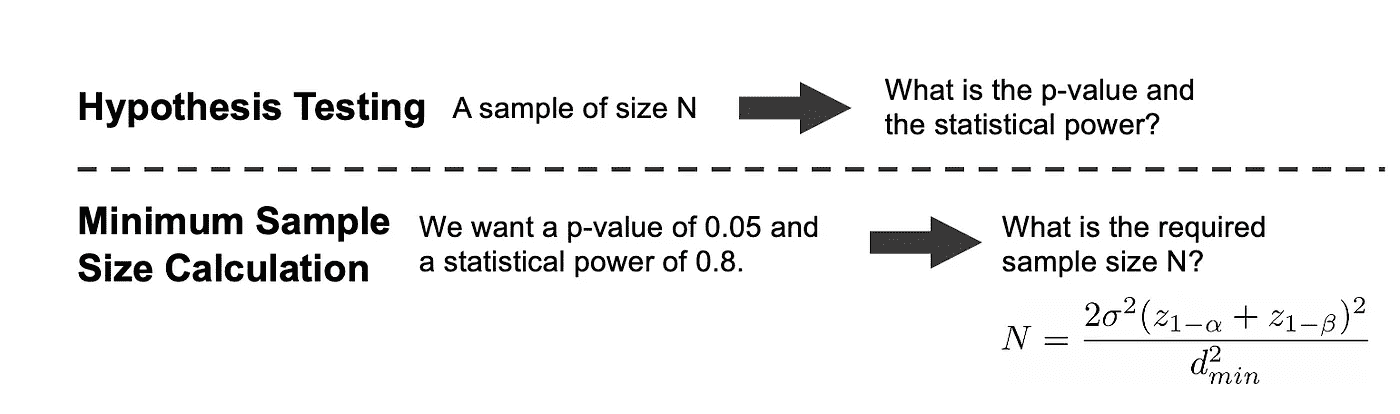 Hypothesis Testing A sample of size N What is the p-value and
the statistical power?
Minimum Sample
Size Calculation
We want a p-value of 0.05 and
a statistical power of 0.8.
What is the required
sample size N?
N = \frac{2\sigma^2(z_{1-\alpha} + z_{1-\beta})^2}{d_{min}^2}